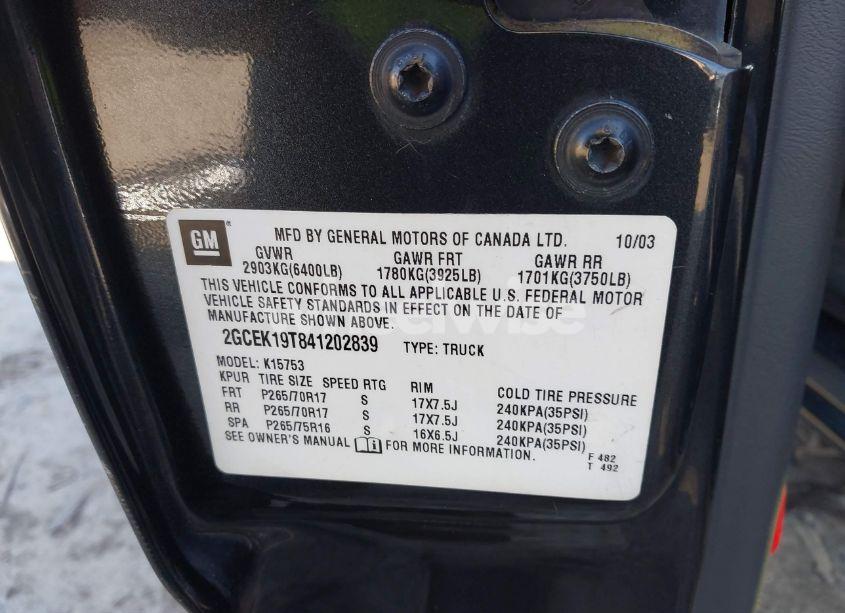 GM ®
MFD BY GENERAL MOTORS OF CANADA LTD. 10/03
GVWR GAWR FRT GAWR RR
2903KG(6400LB) 1780KG(3925LB) 1701KG(3750LB)
THIS VEHICLE CONFORMS TO ALL APPLICABLE U.S. FEDERAL MOTOR
VEHICLE SAFETY STANDARDS IN EFFECT ON THE DATE OF
MANUFACTURE SHOWN ABOVE.
2GCEK19T841202839 TYPE: TRUCK
MODEL: K15753
KPUR TIRE SIZE SPEED RTG RIM COLD TIRE PRESSURE
FRT P265/70R17 S 17X7.5J 240KPA(35PSI)
RR P265/70R17 S 17X7.5J 240KPA(35PSI)
SPA P265/75R16 S 16X6.5J 240KPA(35PSI)
SEE OWNER'S MANUAL FOR MORE INFORMATION.
F 482
T 492